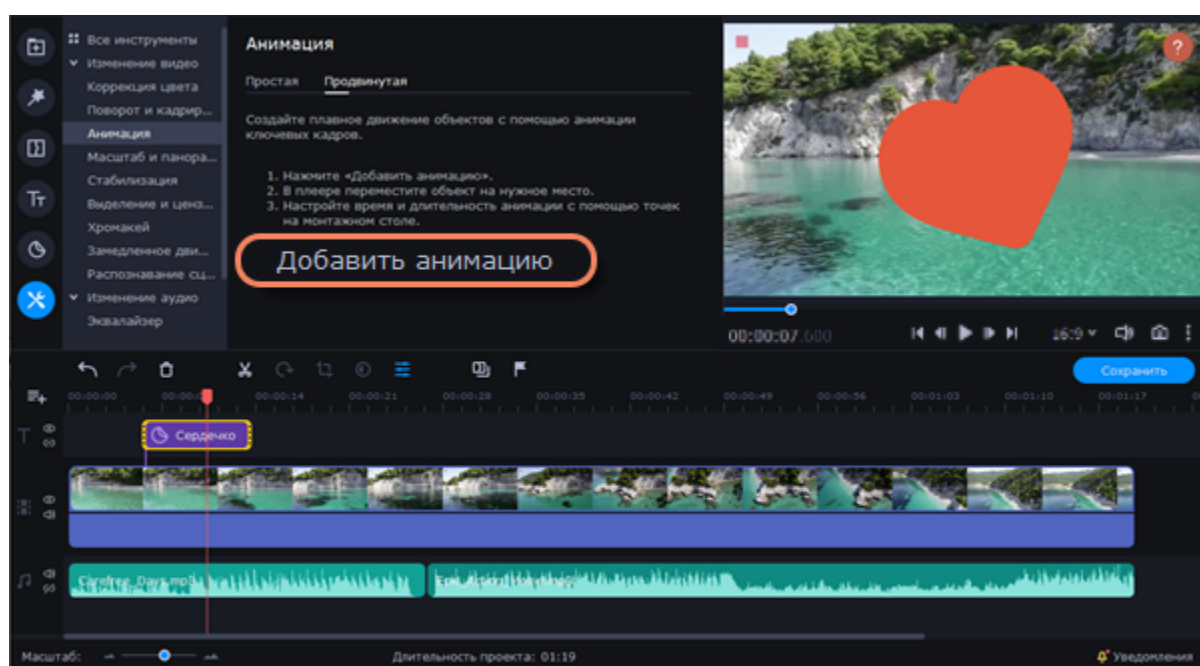 Все инструменты
Изменение видео
Коррекция цвета
Поворот и кадрир...
Анимация
Масштаб и панора...
Стабилизация
Выделение и ценз...
Хромакей
Замедленное дви...
Распознавание сц...
Изменение аудио
Эквалайзер
Анимация
Простая Продвинутая
Создайте плавное движение объектов с помощью анимации
ключевых кадров.
1. Нажмите «Добавить анимацию».
2. В плеере переместите объект на нужное место.
3. Настройте время и длительность анимации с помощью точек
на монтажном столе.
Добавить анимацию
?
00:00:07.600
16:9
Сохранить
00:00:00 00:00:14 00:00:21 00:00:28 00:00:35 00:00:42 00:00:49 00:00:56 00:01:03 00:01:10 00:01:17
Сердечко
Carefree_Days.mp3
Масштаб:
Длительность проекта: 01:19
Уведомления